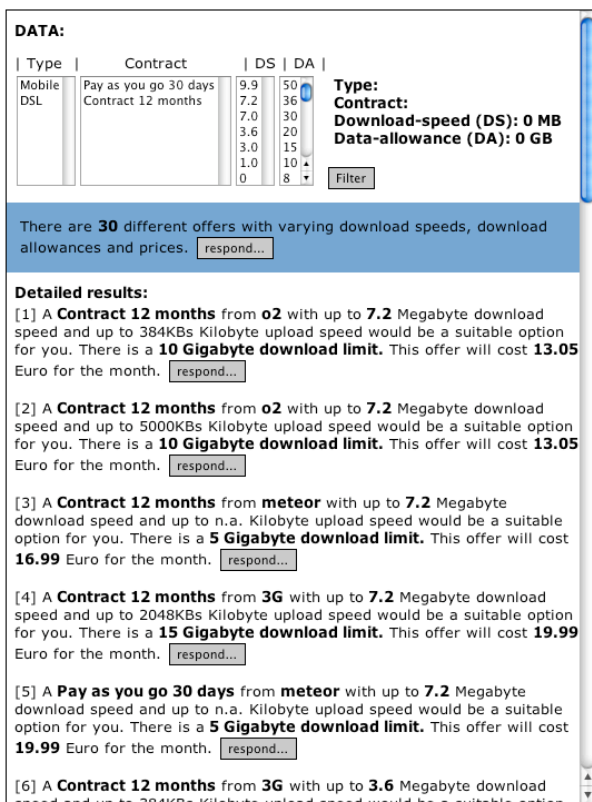 DATA:
| Type | Contract | DS | DA |
Mobile Pay as you go 30 days 9.9 50 Type:
DSL Contract 12 months 7.2 36 Contract:
7.0 30 Download-speed (DS): 0 MB
3.6 20 Data-allowance (DA): 0 GB
3.0 15
1.0 10
0 8 Filter
There are 30 different offers with varying download speeds, download
allowances and prices. respond...
Detailed results:
[1] A Contract 12 months from o2 with up to 7.2 Megabyte download
speed and up to 384KBs Kilobyte upload speed would be a suitable option
for you. There is a 10 Gigabyte download limit. This offer will cost 13.05
Euro for the month. respond...
[2] A Contract 12 months from o2 with up to 7.2 Megabyte download
speed and up to 5000KBs Kilobyte upload speed would be a suitable option
for you. There is a 10 Gigabyte download limit. This offer will cost 13.05
Euro for the month. respond...
[3] A Contract 12 months from meteor with up to 7.2 Megabyte
download speed and up to n.a. Kilobyte upload speed would be a suitable
option for you. There is a 5 Gigabyte download limit. This offer will cost
16.99 Euro for the month. respond...
[4] A Contract 12 months from 3G with up to 7.2 Megabyte download
speed and up to 2048KBs Kilobyte upload speed would be a suitable option
for you. There is a 15 Gigabyte download limit. This offer will cost 19.99
Euro for the month. respond...
[5] A Pay as you go 30 days from meteor with up to 7.2 Megabyte
download speed and up to n.a. Kilobyte upload speed would be a suitable
option for you. There is a 5 Gigabyte download limit. This offer will cost
19.99 Euro for the month. respond...
[6] A Contract 12 months from 3G with up to 3.6 Megabyte download
speed and up to 384KBs Kilobyte upload speed would be a suitable option